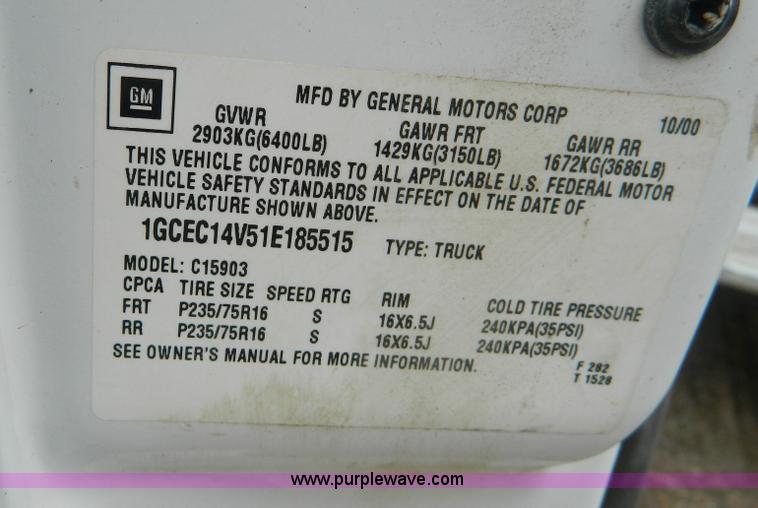 GM
MFD BY GENERAL MOTORS CORP 10/00
GVWR GAWR FRT GAWR RR
2903KG(6400LB) 1429KG(3150LB) 1672KG(3686LB)
THIS VEHICLE CONFORMS TO ALL APPLICABLE U.S. FEDERAL MOTOR
VEHICLE SAFETY STANDARDS IN EFFECT ON THE DATE OF
MANUFACTURE SHOWN ABOVE.
1GCEC14V51E185515 TYPE: TRUCK
MODEL: C15903
CPCA TIRE SIZE SPEED RTG RIM COLD TIRE PRESSURE
FRT P235/75R16 S 16X6.5J 240KPA(35PSI)
RR P235/75R16 S 16X6.5J 240KPA(35PSI)
SEE OWNER'S MANUAL FOR MORE INFORMATION.
F 282
T 1528
www.purplewave.com